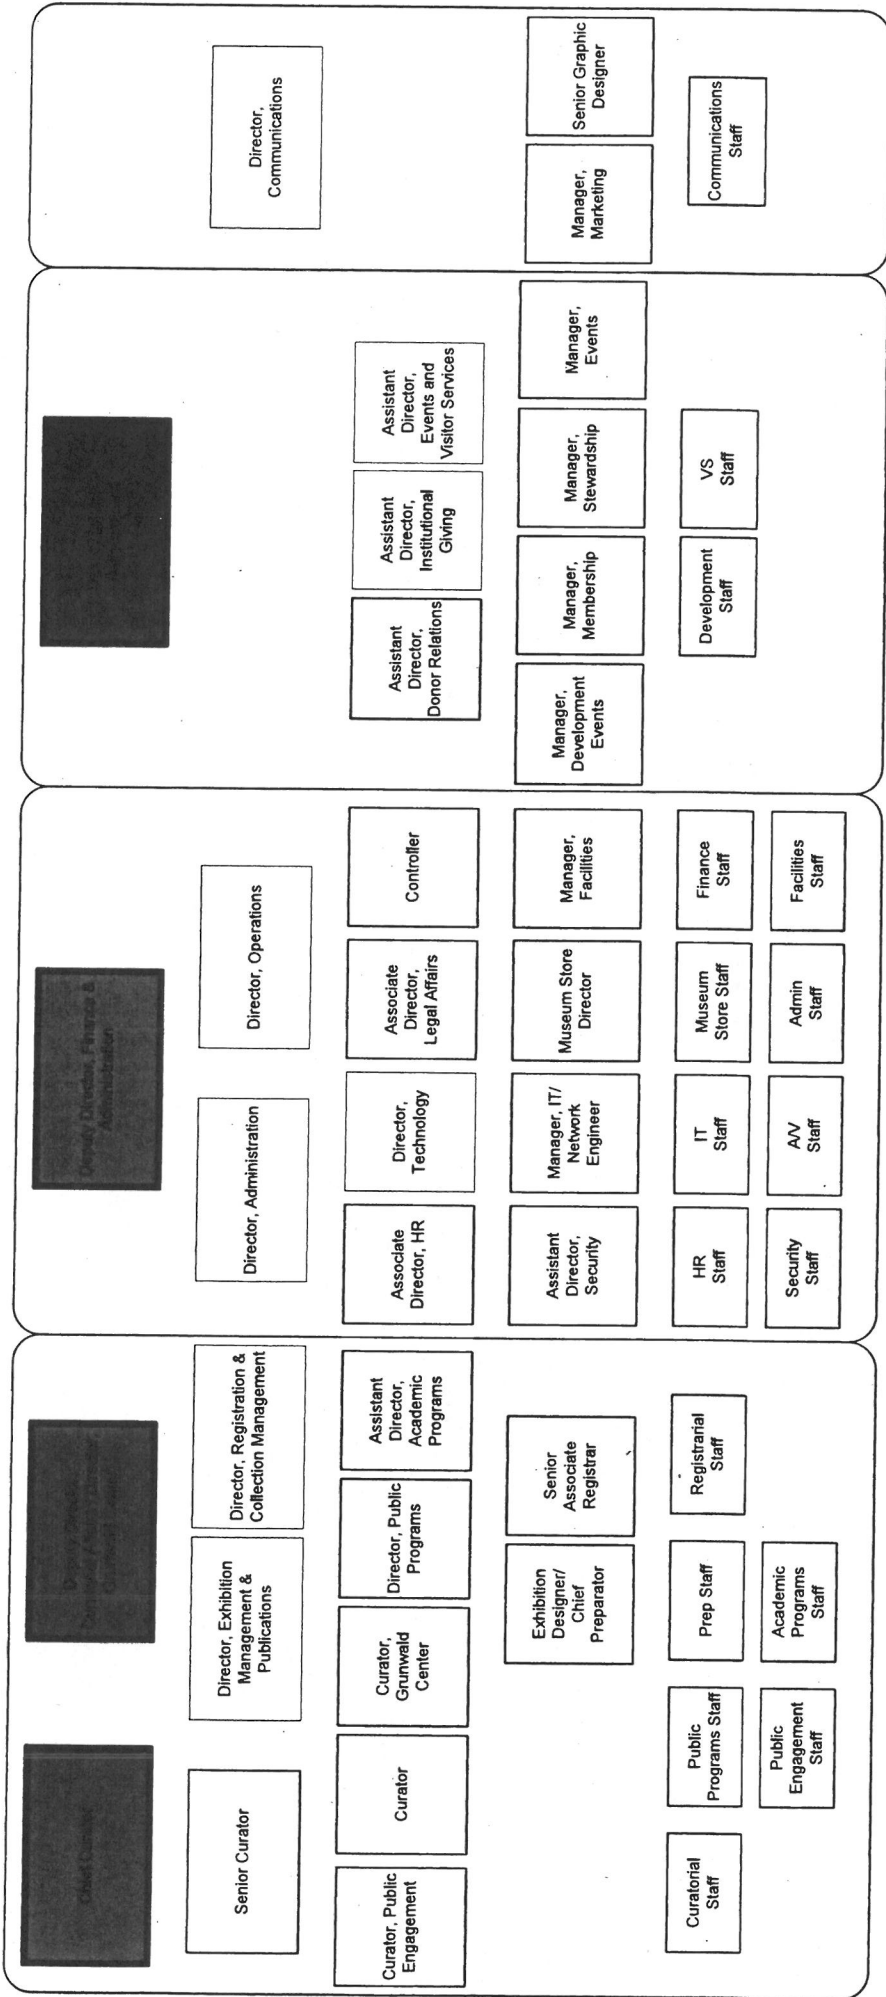 Chief Curator
Senior Curator
Director, Exhibition
Management &
Publications
Director, Registration &
Collection Management
Curator, Public
Engagement
Curator
Curator,
Grunwald
Center
Director, Public
Programs
Assistant
Director,
Academic
Programs
Exhibition
Designer/
Chief
Preparator
Senior
Associate
Registrar
Curatorial
Staff
Public
Programs Staff
Prep Staff
Registrarial
Staff
Public
Engagement
Staff
Academic
Programs
Staff
Deputy Director, Finance &
Administration
Director, Administration
Director, Operations
Associate
Director, HR
Director,
Technology
Associate
Director,
Legal Affairs
Controller
Assistant
Director,
Security
Manager, IT/
Network
Engineer
Museum Store
Director
Manager,
Facilities
HR
Staff
IT
Staff
Museum
Store Staff
Finance
Staff
Security
Staff
A/V
Staff
Admin
Staff
Facilities
Staff
Assistant
Director,
Donor Relations
Assistant
Director,
Institutional
Giving
Assistant
Director,
Events and
Visitor Services
Manager,
Development
Events
Manager,
Membership
Manager,
Stewardship
Manager,
Events
Development
Staff
VS
Staff
Director,
Communications
Manager,
Marketing
Senior Graphic
Designer
Communications
Staff